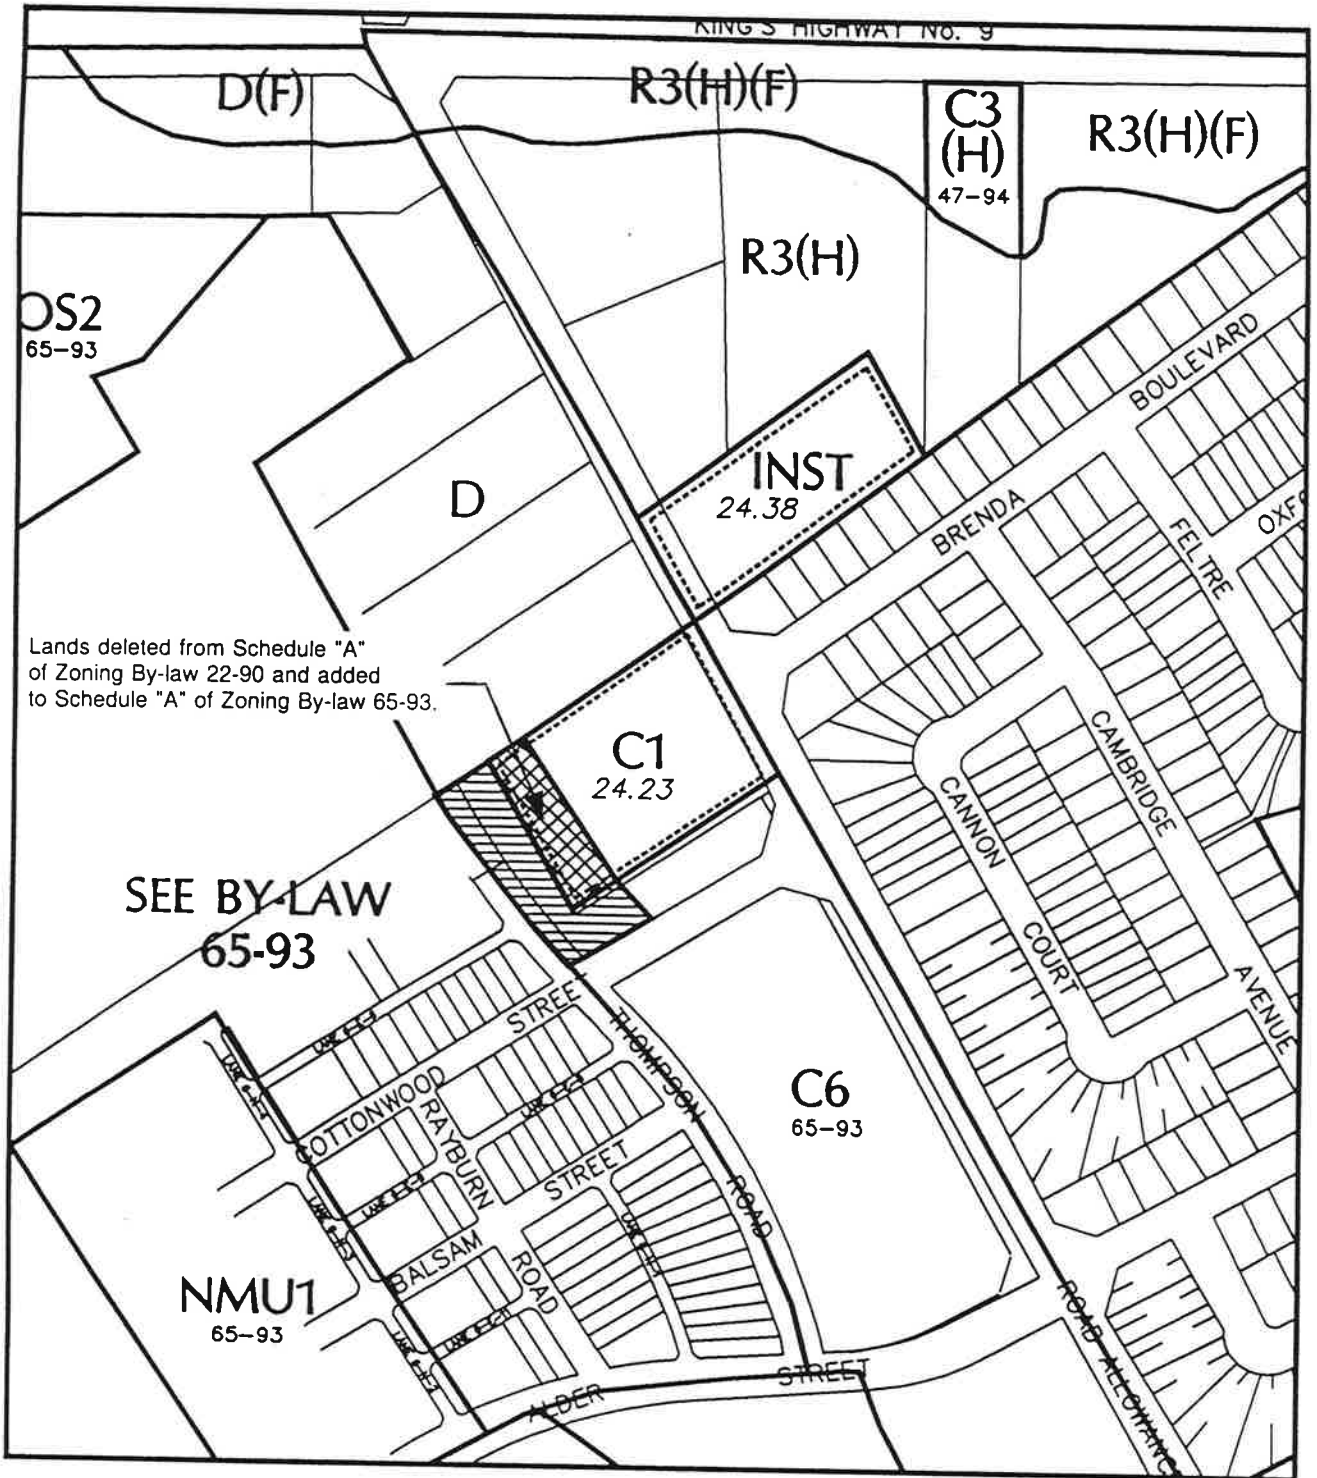 KING'S HIGHWAY No. 9
D(F)
R3(H)(F)
C3
(H)
47-94
R3(H)(F)
R3(H)
OS2
65-93
BOULEVARD
INST
24.38
D
BRENDA
FELTRE
Lands deleted from Schedule "A"
of Zoning By-law 22-90 and added
to Schedule "A" of Zoning By-law 65-93.
C1
24.23
CAMBRIDGE
CANNON
SEE BY-LAW
65-93
COURT
AVENUE
STREET
THOMPSON
COTTONWOOD
RAYBURN
C6
65-93
STREET
ROAD
BALSAM
ROAD
NMU1
65-93
ROAD ALLOWANC
STREET
ALDER